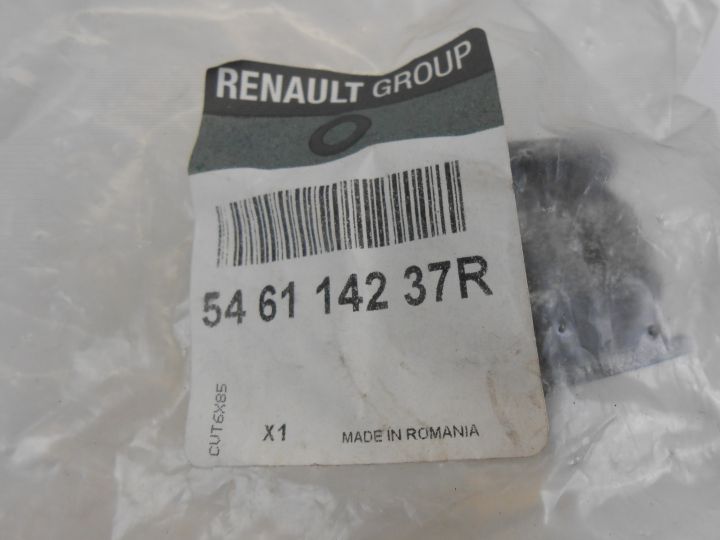 RENAULT GROUP
54 61 142 37R
CUT6X85
X1 MADE IN ROMANIA